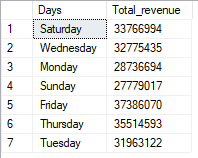 Days Total_revenue
1 Saturday 33766994
2 Wednesday 32775435
3 Monday 28736694
4 Sunday 27779017
5 Friday 37386070
6 Thursday 35514593
7 Tuesday 31963122